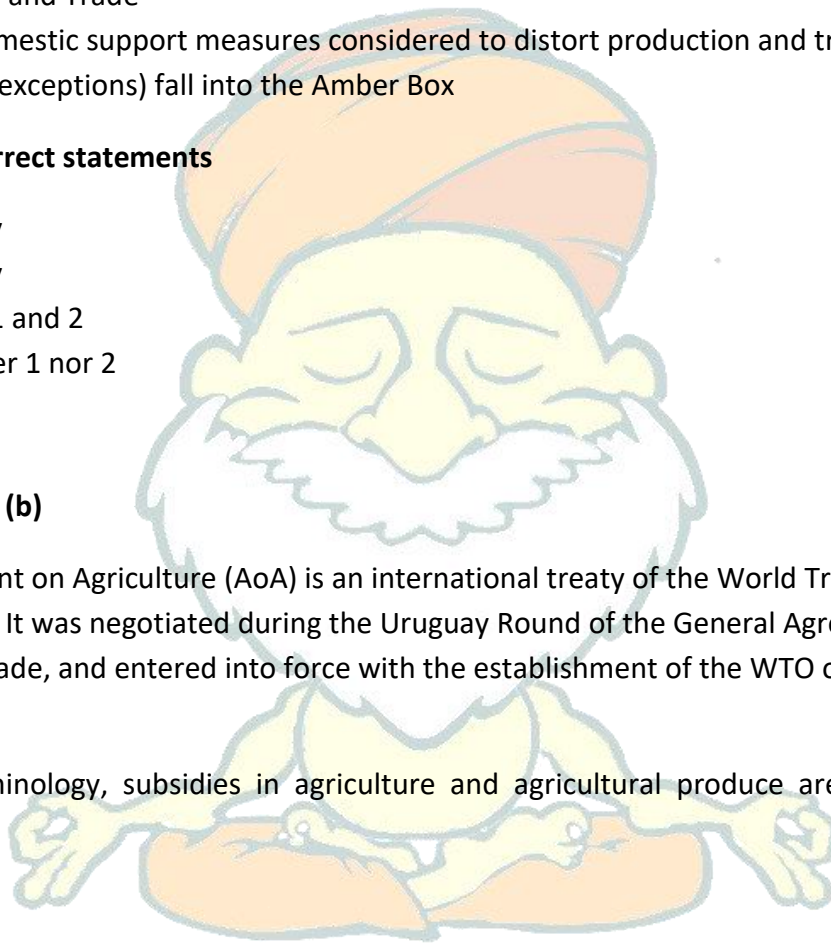 and Trade
mestic support measures considered to distort production and tr
exceptions) fall into the Amber Box
rrect statements
and 2
er 1 nor 2
(b)
nt on Agriculture (AoA) is an international treaty of the World Tr
It was negotiated during the Uruguay Round of the General Agre
ade, and entered into force with the establishment of the WTO
minology, subsidies in agriculture and agricultural produce are